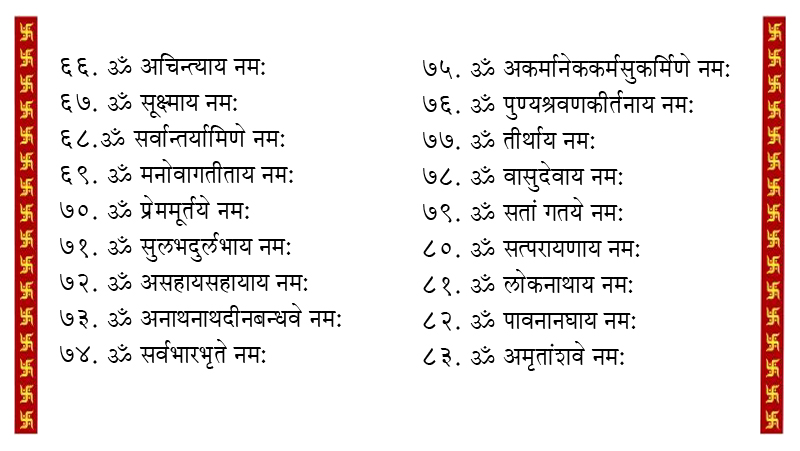 ६६. ॐ अचिन्त्याय नमः
६७. ॐ सूक्ष्माय नमः
६८.ॐ सर्वान्तर्यामिणे नमः
६९. ॐ मनोवागतीताय नमः
७०. ॐ प्रेममूर्तये नमः
७१. ॐ सुलभदुर्लभाय नमः
७२. ॐ असहायसहायाय नमः
७३. ॐ अनाथनाथदीनबन्धवे नमः
७४. ॐ सर्वभारभृते नमः
७५. ॐ अकर्मानेककर्मसुकर्मिणे नमः
७६. ॐ पुण्यश्रवणकीर्तनाय नमः
७७. ॐ तीर्थाय नमः
७८. ॐ वासुदेवाय नमः
७९. ॐ सतां गतये नमः
८०. ॐ सत्परायणाय नमः
८१. ॐ लोकनाथाय नमः
८२. ॐ पावनानघाय नमः
८३. ॐ अमृतांशवे नमः